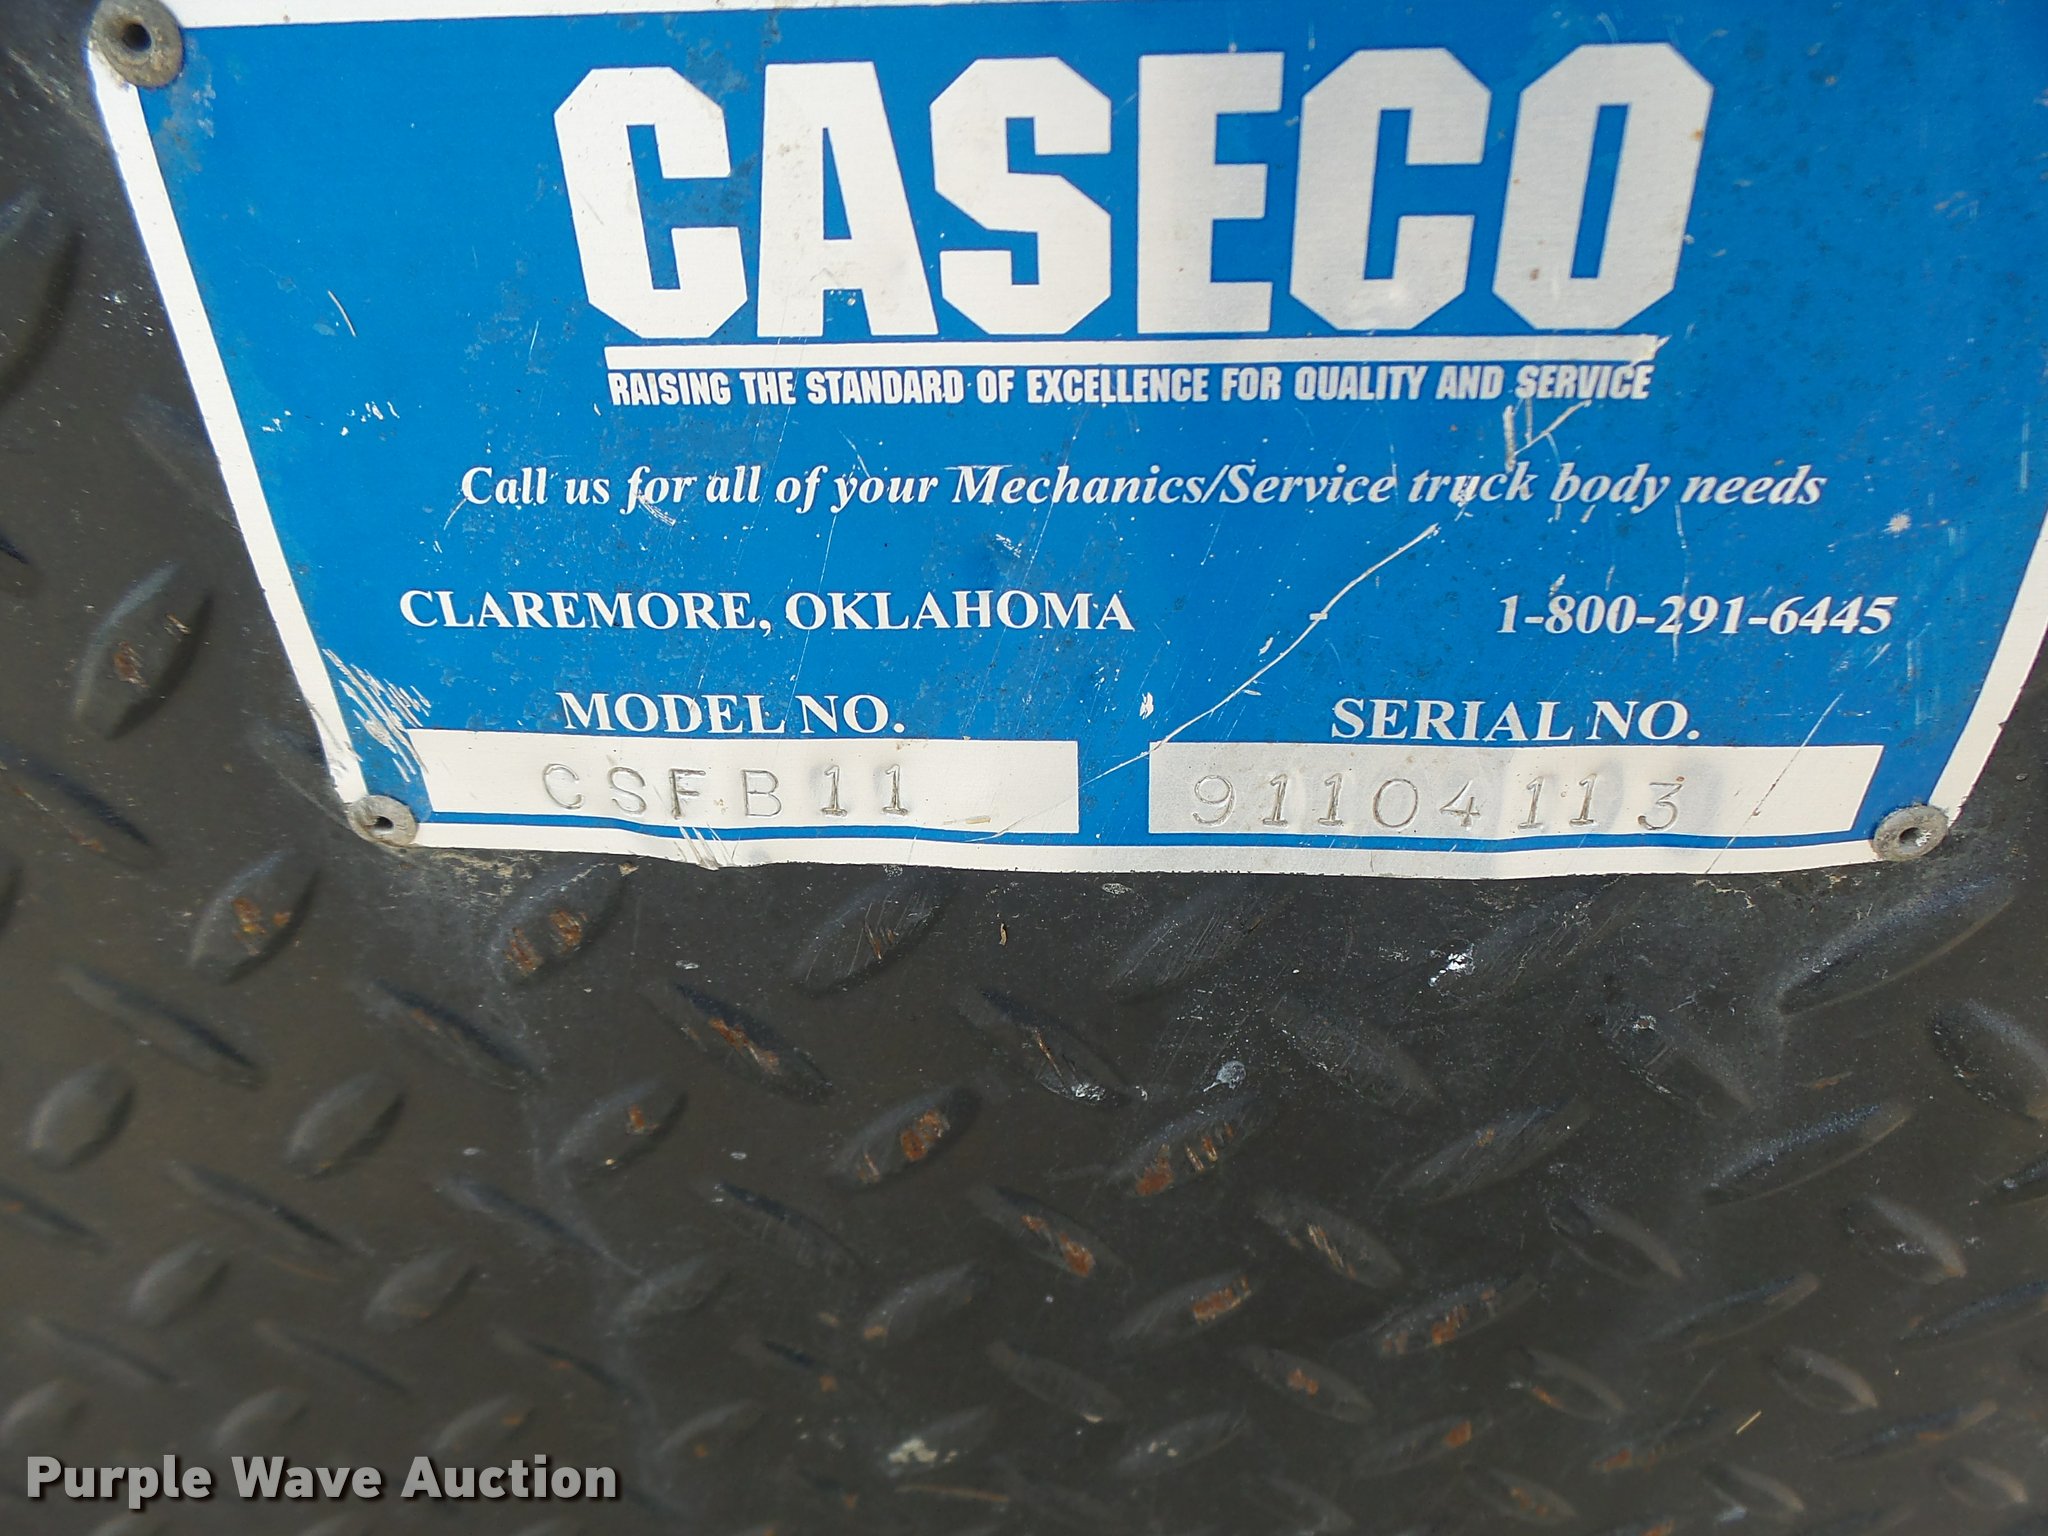 CASECO
RAISING THE STANDARD OF EXCELLENCE FOR QUALITY AND SERVICE
Call us for all of your Mechanics/Service truck body needs
CLAREMORE, OKLAHOMA - 1-800-291-6445
MODEL NO. SERIAL NO.
CSFB11 91104113
Purple Wave Auction